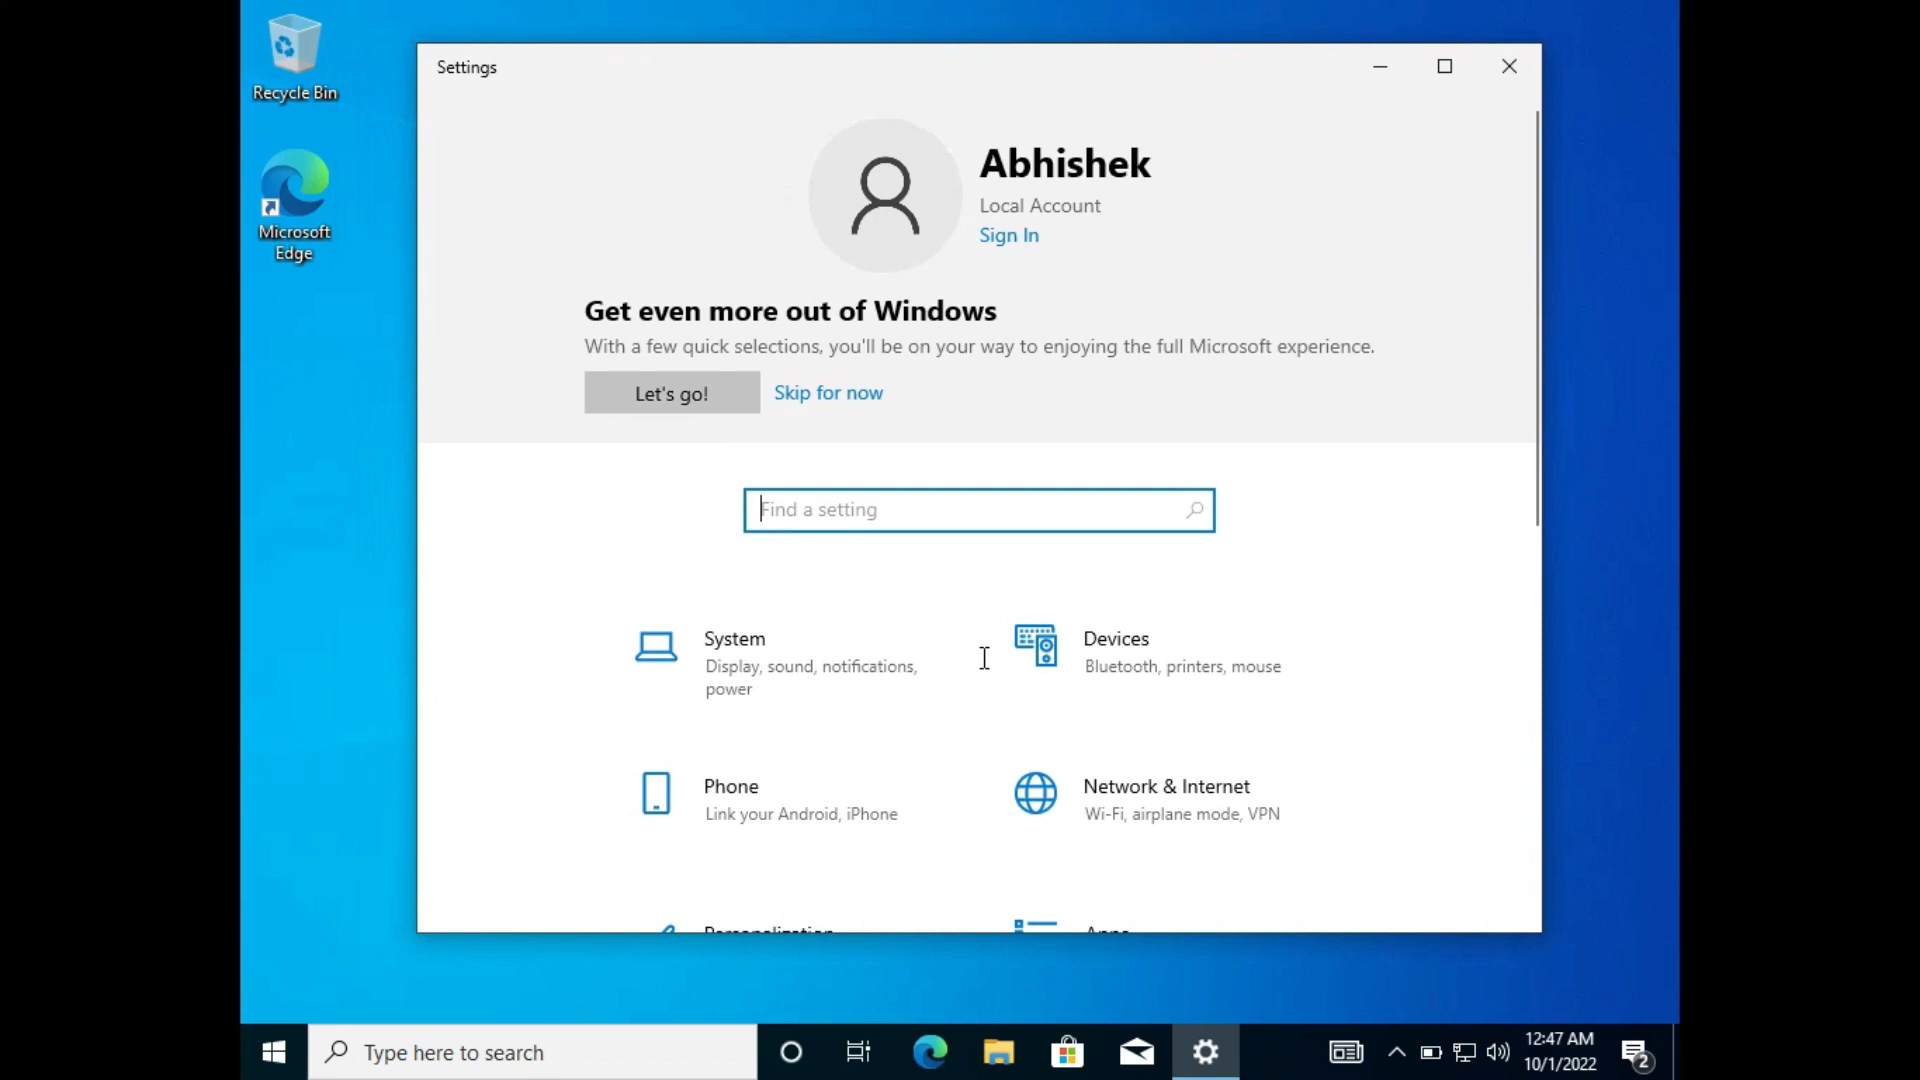 Recycle Bin
Microsoft
Edge
Settings
Abhishek
Local Account
Sign In
Get even more out of Windows
With a few quick selections, you'll be on your way to enjoying the full Microsoft experience.
Let's go!
Skip for now
Find a setting
System
Display, sound, notifications,
power
Devices
Bluetooth, printers, mouse
Phone
Link your Android, iPhone
Network & Internet
Wi-Fi, airplane mode, VPN
Personalization
Apps
Type here to search
12:47 AM
10/1/2022
2